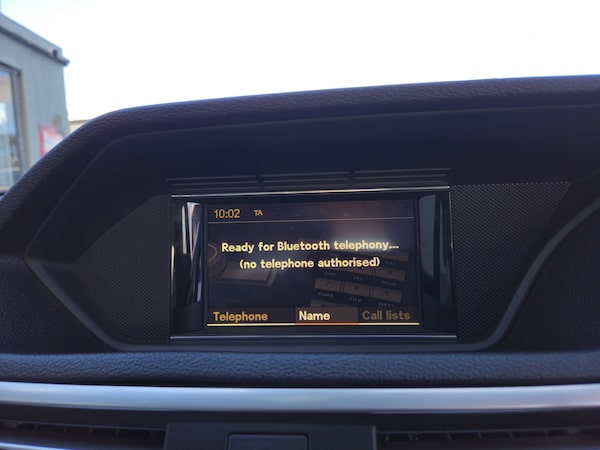 10:02 TA
Ready for Bluetooth telephony...
(no telephone authorised)
Telephone Name Call lists